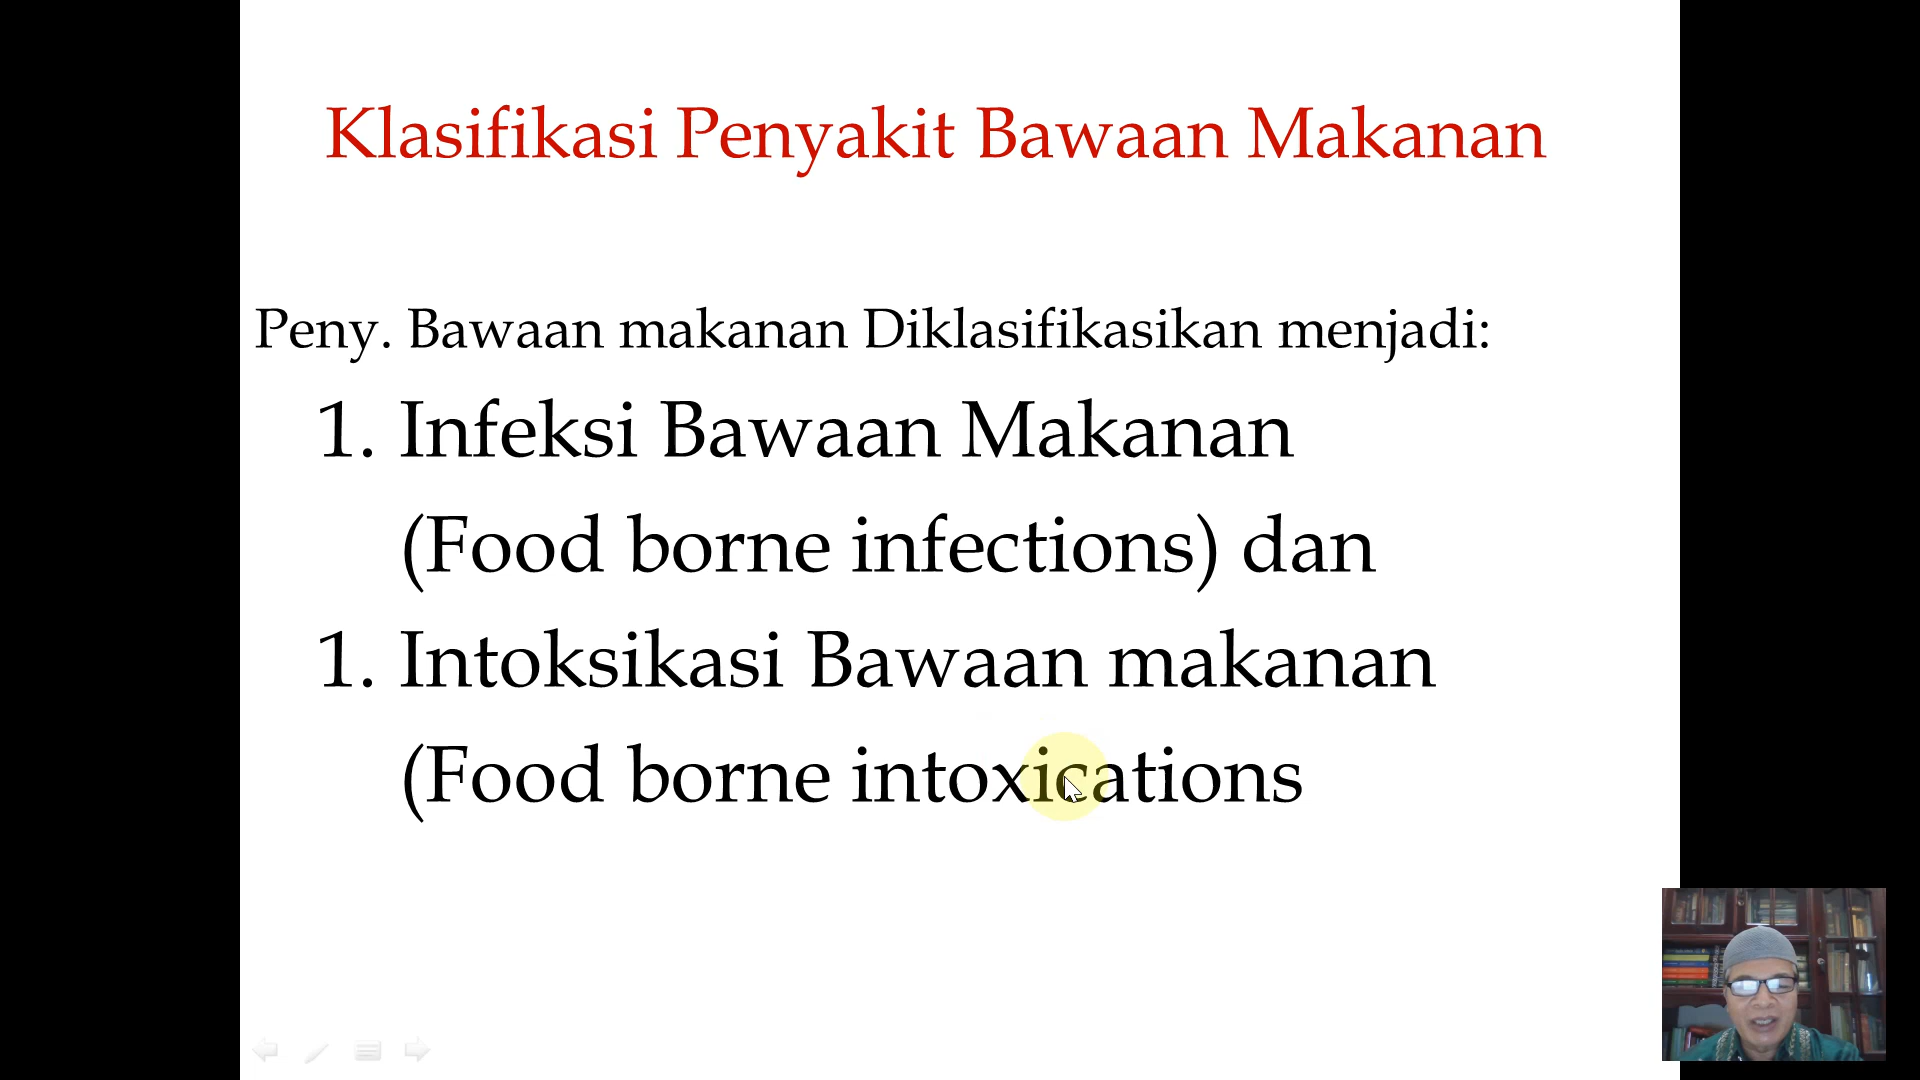 Klasifikasi Penyakit Bawaan Makanan
Peny. Bawaan makanan Diklasifikasikan menjadi:
1. Infeksi Bawaan Makanan
(Food borne infections) dan
1. Intoksikasi Bawaan makanan
(Food borne intoxications